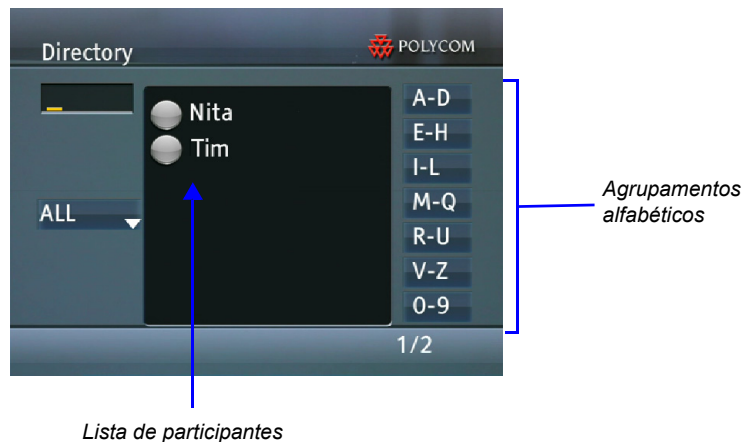 Directory
POLYCOM
Nita
Tim
ALL
A-D
E-H
I-L
M-Q
R-U
V-Z
0-9
1/2
Agrupamentos
alfabéticos
Lista de participantes